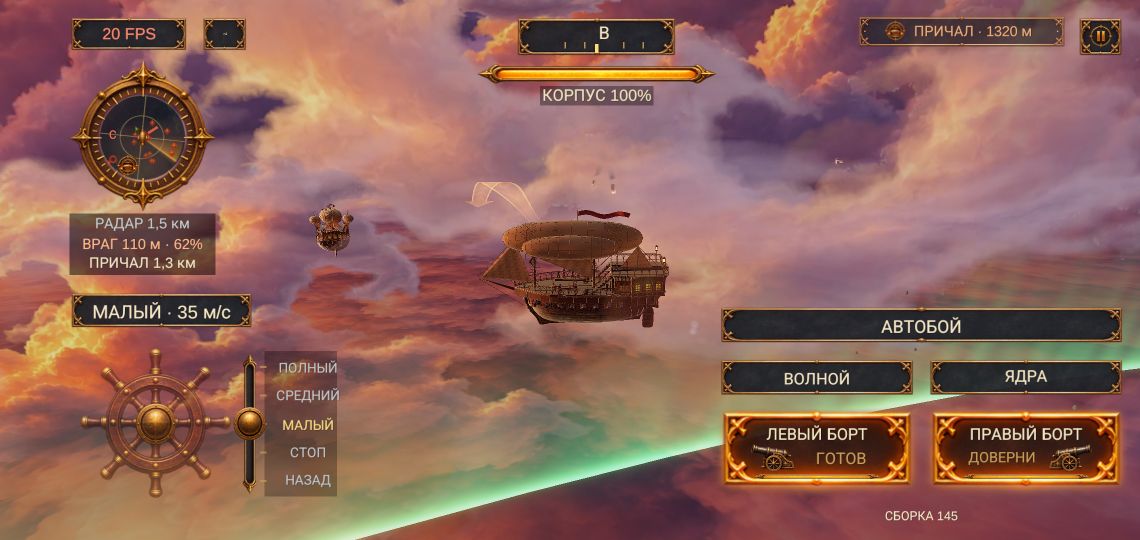 20 FPS
В
ПРИЧАЛ · 1320 м
КОРПУС 100%
С
РАДАР 1,5 км
ВРАГ 110 м · 62%
ПРИЧАЛ 1,3 км
МАЛЫЙ · 35 м/с
ПОЛНЫЙ
СРЕДНИЙ
МАЛЫЙ
СТОП
НАЗАД
АВТОБОЙ
ВОЛНОЙ
ЯДРА
ЛЕВЫЙ БОРТ
ГОТОВ
ПРАВЫЙ БОРТ
ДОВЕРНИ
СБОРКА 145